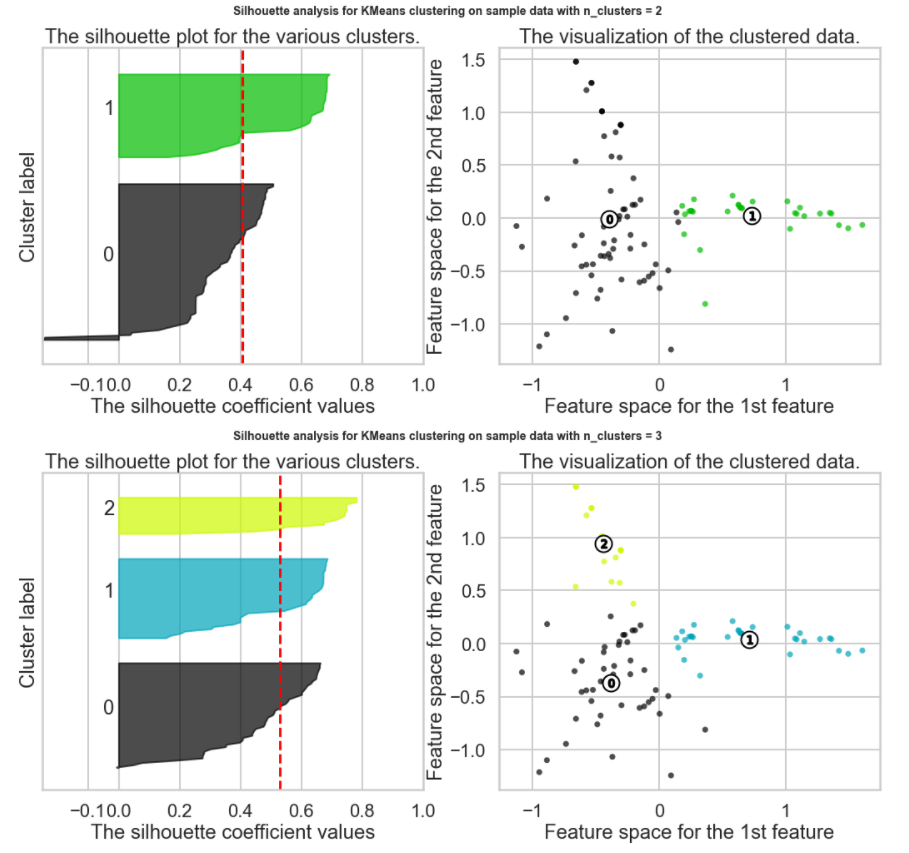 Silhouette analysis for KMeans clustering on sample data with n_clusters = 2
The silhouette plot for the various clusters.
The visualization of the clustered data.
Cluster label
1
0
−0.10.0 0.2 0.4 0.6 0.8 1.0
The silhouette coefficient values
Feature space for the 2nd feature
1.5
1.0
0.5
0.0
−0.5
−1.0
0
1
−1 0 1
Feature space for the 1st feature
Silhouette analysis for KMeans clustering on sample data with n_clusters = 3
The silhouette plot for the various clusters.
The visualization of the clustered data.
Cluster label
2
1
0
−0.10.0 0.2 0.4 0.6 0.8 1.0
The silhouette coefficient values
Feature space for the 2nd feature
1.5
1.0
0.5
0.0
−0.5
−1.0
2
1
0
−1 0 1
Feature space for the 1st feature